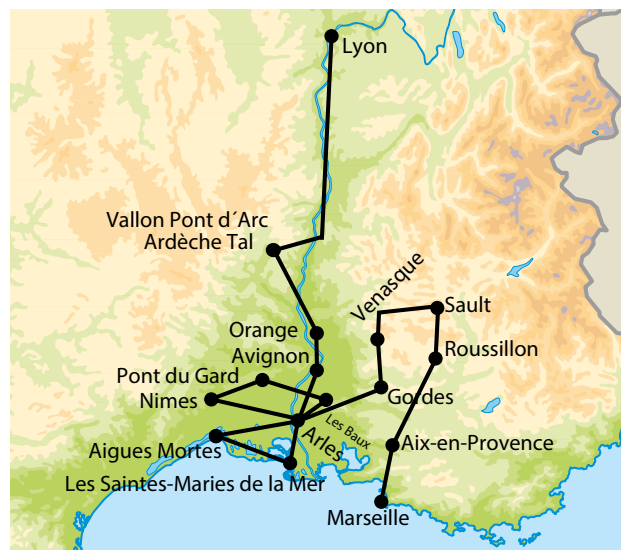 Lyon
Vallon Pont d´Arc
Ardèche Tal
Venasque
Sault
Orange
Avignon
Roussillon
Pont du Gard
Nimes
Gordes
Les Baux
Arles
Aigues Mortes
Aix-en-Provence
Les Saintes-Maries de la Mer
Marseille